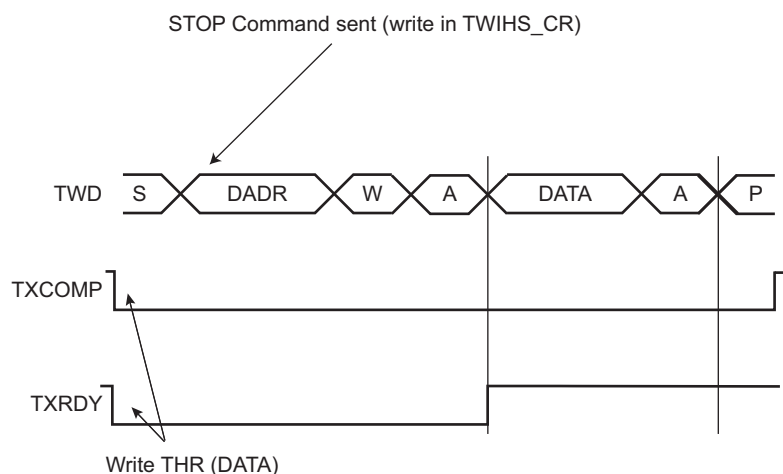 STOP Command sent (write in TWIHS_CR)
TWD S DADR W A DATA A P
TXCOMP
TXRDY
Write THR (DATA)